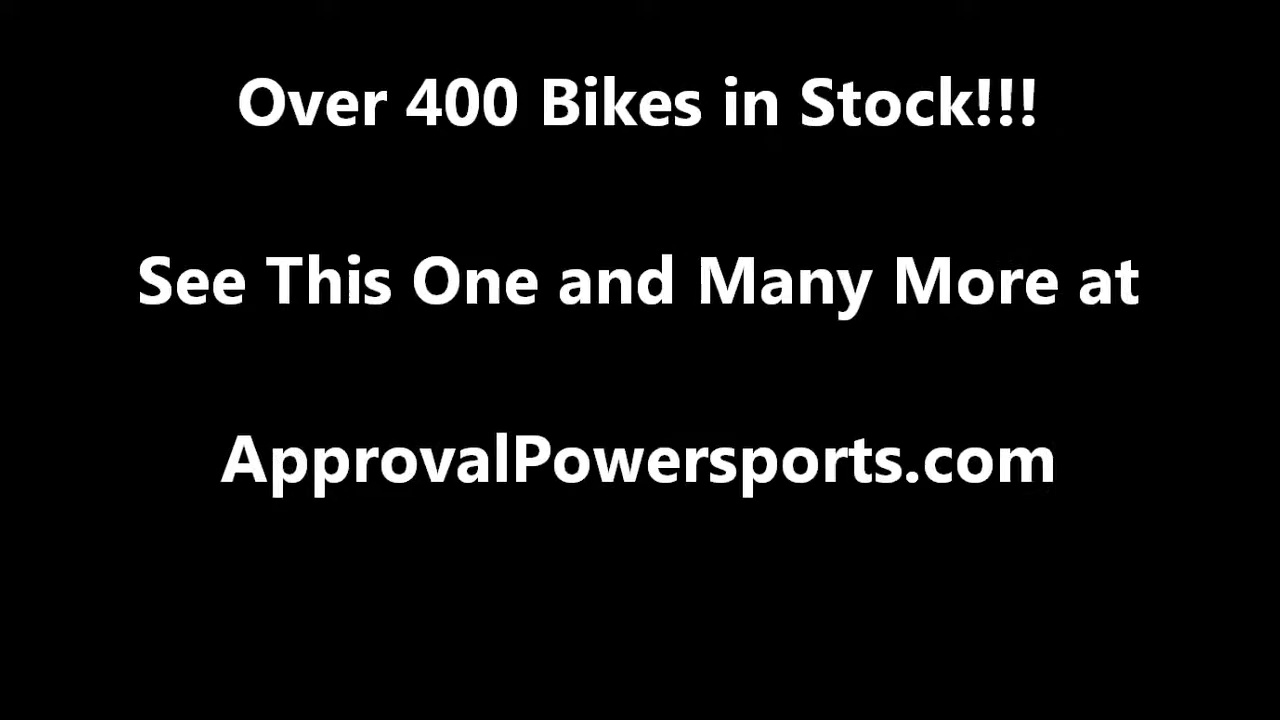 Over 400 Bikes in Stock!!!
See This One and Many More at
ApprovalPowersports.com